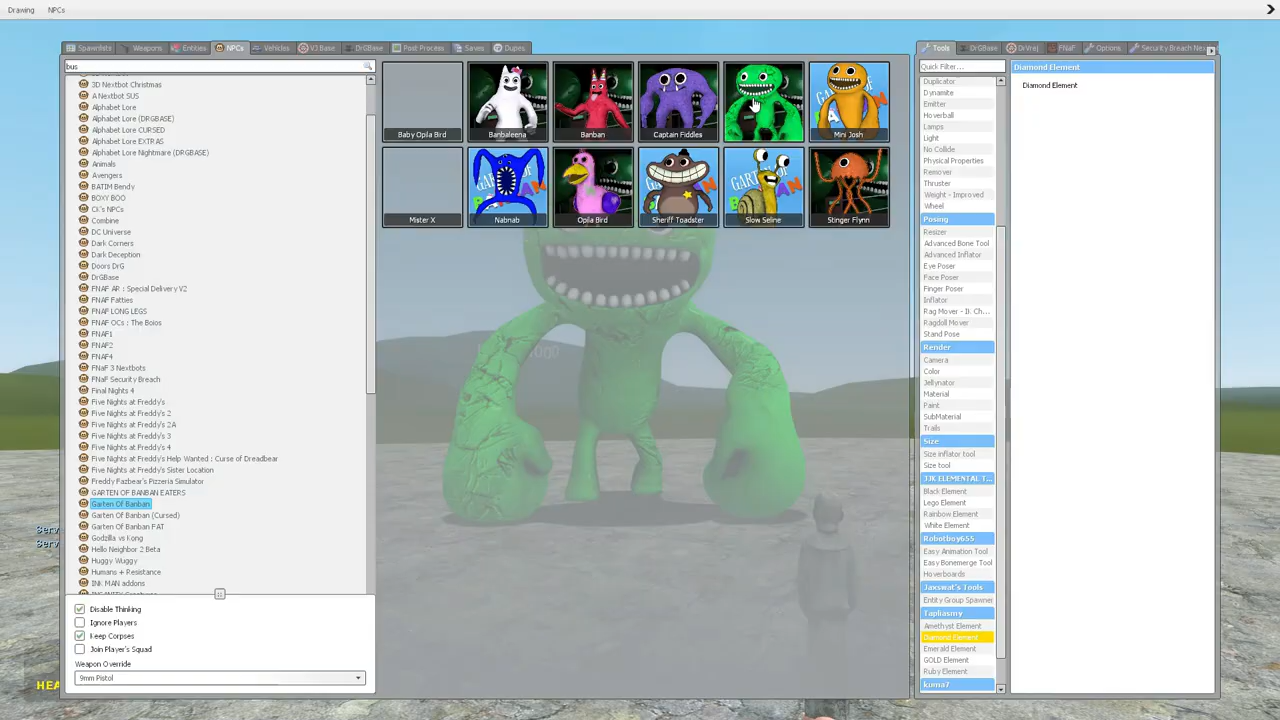 Drawing NPCs
Spawnlists Weapons Entities NPCs Vehicles VJ Base DrGBase Post Process Saves Dupes
bus
3D Nextbot Christmas
A Nextbot SUS
Alphabet Lore
Alphabet Lore (DRGBASE)
Alphabet Lore CURSED
Alphabet Lore EXTRAS
Alphabet Lore Nightmare (DRGBASE)
Animals
Avengers
BATIM Bendy
BOXY BOO
CK's NPCs
Combine
DC Universe
Dark Corners
Dark Deception
Doors DrG
DrGBase
FNAF AR : Special Delivery V2
FNAF Fatties
FNAF LONG LEGS
FNAF OCs : The Boios
FNAF1
FNAF2
FNAF4
FNaF 3 Nextbots
FNaF Security Breach
Final Nights 4
Five Nights at Freddy's
Five Nights at Freddy's 2
Five Nights at Freddy's 2A
Five Nights at Freddy's 3
Five Nights at Freddy's 4
Five Nights at Freddy's Help Wanted : Curse of Dreadbear
Five Nights at Freddy's Sister Location
Freddy Fazbear's Pizzeria Simulator
GARTEN OF BANBAN EATERS
Garten Of Banban
Garten Of Banban (Cursed)
Garten Of Banban FAT
Godzilla vs Kong
Hello Neighbor 2 Beta
Huggy Wuggy
Humans + Resistance
INK MAN addons
Disable Thinking
Ignore Players
Keep Corpses
Join Player's Squad
Weapon Override
9mm Pistol
Baby Opila Bird
Banbaleena
Banban
Captain Fiddles
Mini Josh
Mister X
Nabnab
Opila Bird
Sheriff Toadster
Slow Seline
Stinger Flynn
Tools DrGBase DrVrej FNaF Options
Quick Filter...
Duplicator
Dynamite
Emitter
Hoverball
Lamps
Light
No Collide
Physical Properties
Remover
Thruster
Weight - Improved
Wheel
Posing
Resizer
Advanced Bone Tool
Advanced Inflator
Eye Poser
Face Poser
Finger Poser
Inflator
Rag Mover - IK Ch...
Ragdoll Mover
Stand Pose
Render
Camera
Color
Jellynator
Material
Paint
SubMaterial
Trails
Size
Size inflator tool
Size tool
JJK ELEMENTAL T...
Black Element
Lego Element
Rainbow Element
White Element
Robotboy655
Easy Animation Tool
Easy Bonemerge Tool
Hoverboards
Jaxswat's Tools
Entity Group Spawner
Tapliasmy
Amethyst Element
Diamond Element
Emerald Element
GOLD Element
Ruby Element
kuma7
Diamond Element
Diamond Element